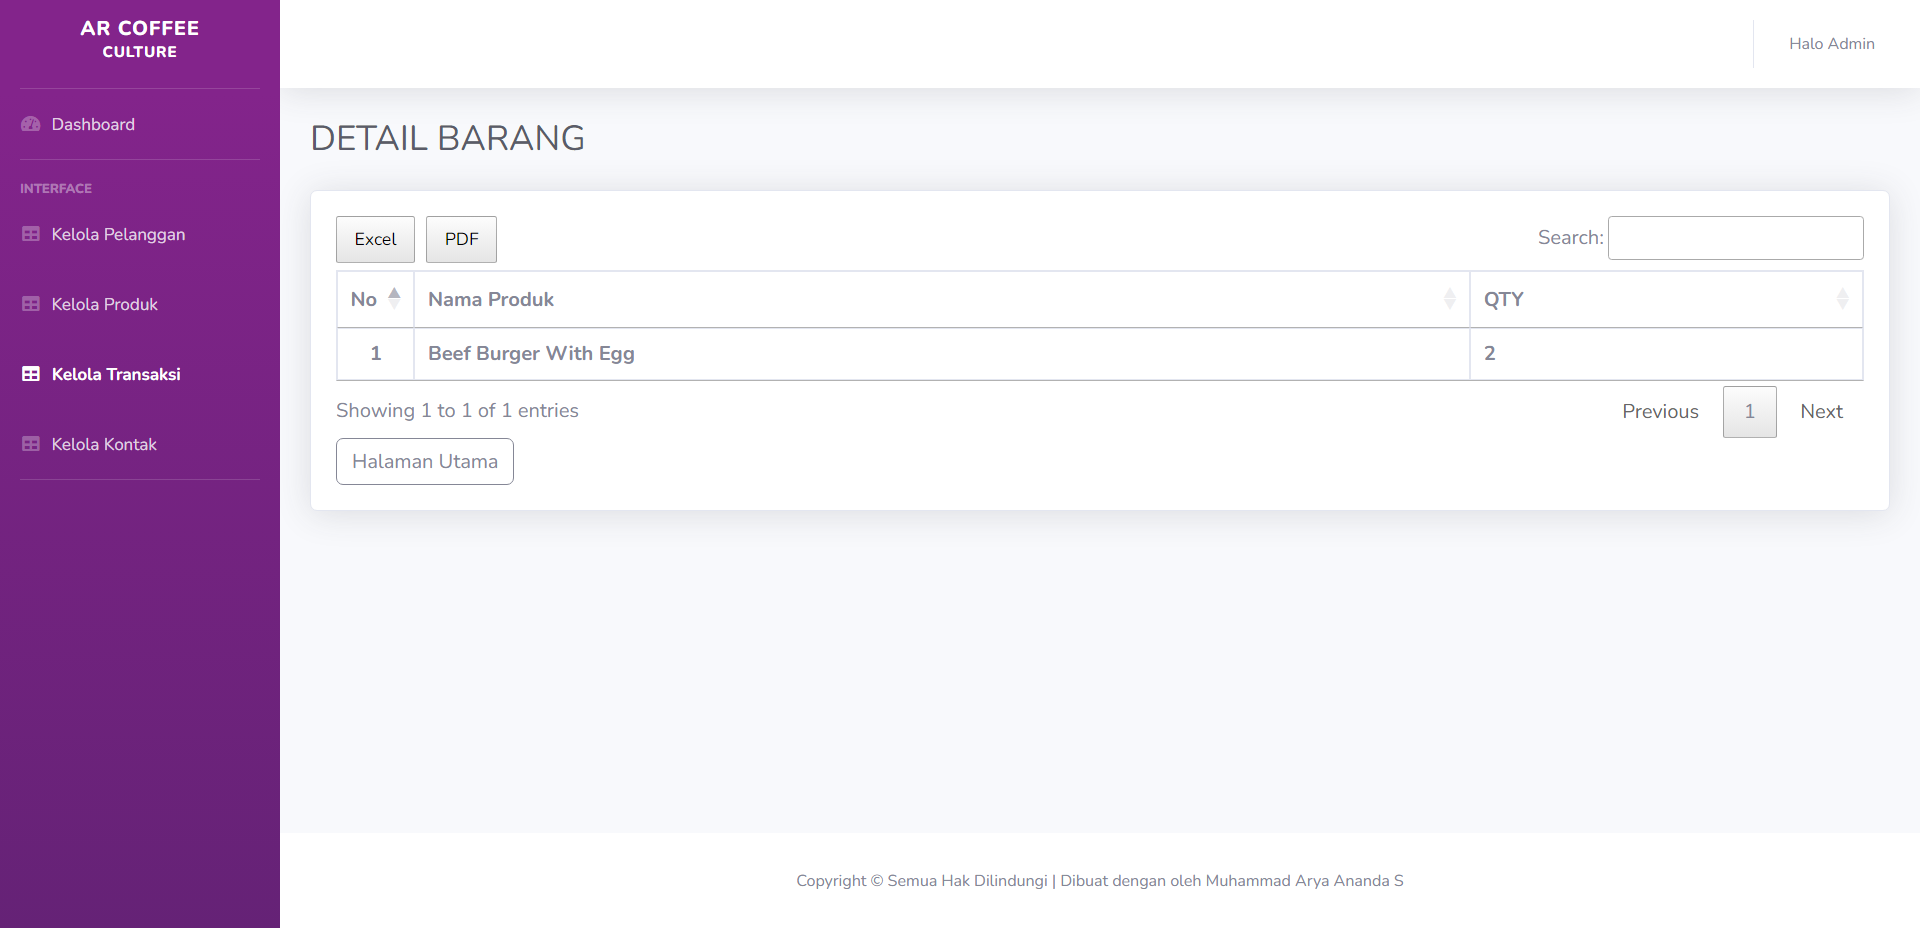 AR COFFEE
CULTURE
Halo Admin
Dashboard
INTERFACE
Kelola Pelanggan
Kelola Produk
Kelola Transaksi
Kelola Kontak
DETAIL BARANG
Excel PDF Search:
No Nama Produk QTY
1 Beef Burger With Egg 2
Showing 1 to 1 of 1 entries Previous 1 Next
Halaman Utama
Copyright © Semua Hak Dilindungi | Dibuat dengan oleh Muhammad Arya Ananda S